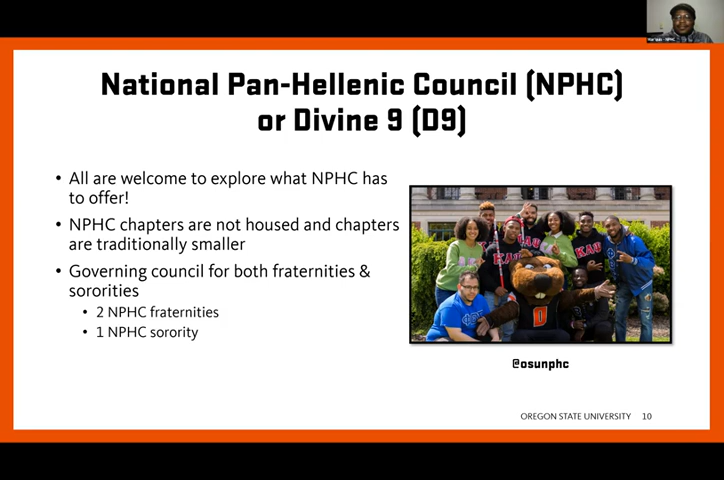 National Pan-Hellenic Council (NPHC)
or Divine 9 (D9)
• All are welcome to explore what NPHC has
to offer!
• NPHC chapters are not housed and chapters
are traditionally smaller
• Governing council for both fraternities &
sororities
• 2 NPHC fraternities
• 1 NPHC sorority
ΚΑΨ
D
@osunphc
OREGON STATE UNIVERSITY 10